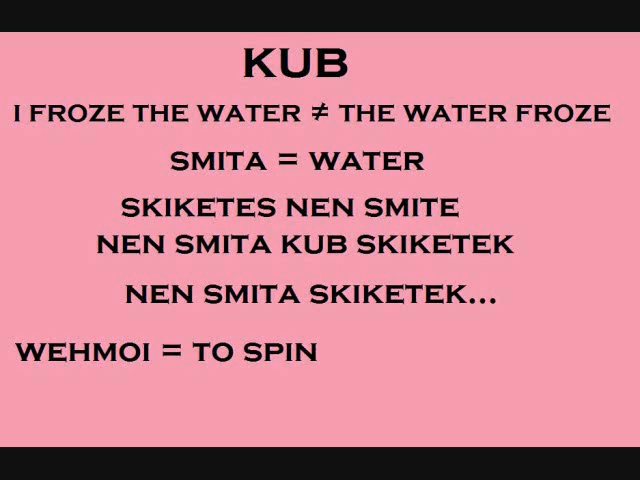 KUB
I FROZE THE WATER ≠ THE WATER FROZE
SMITA = WATER
SKIKETES NEN SMITE
NEN SMITA KUB SKIKETEK
NEN SMITA SKIKETEK...
WEHMOI = TO SPIN